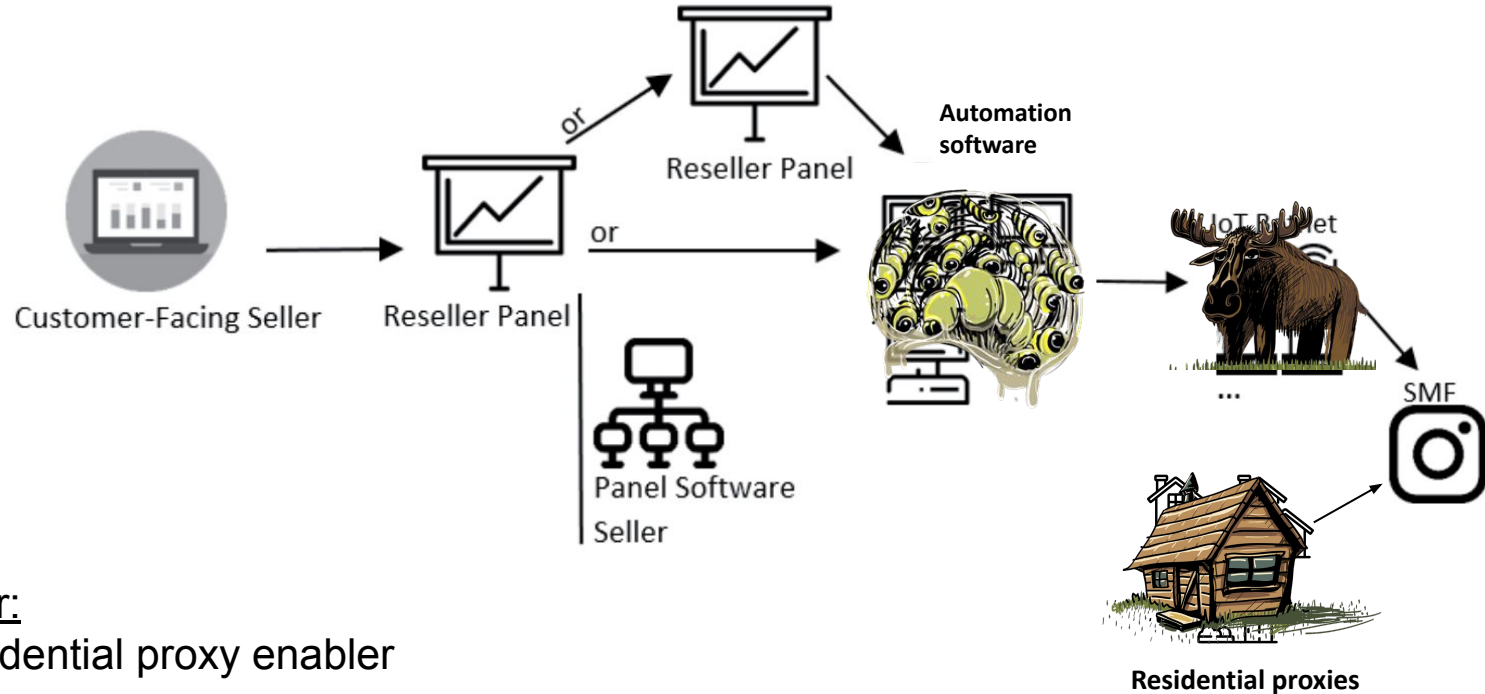 or
Reseller Panel
Automation
software
or
IoT
Customer-Facing Seller
Reseller Panel
...
SMF
Panel Software
Seller
r:
dential proxy enabler
Residential proxies